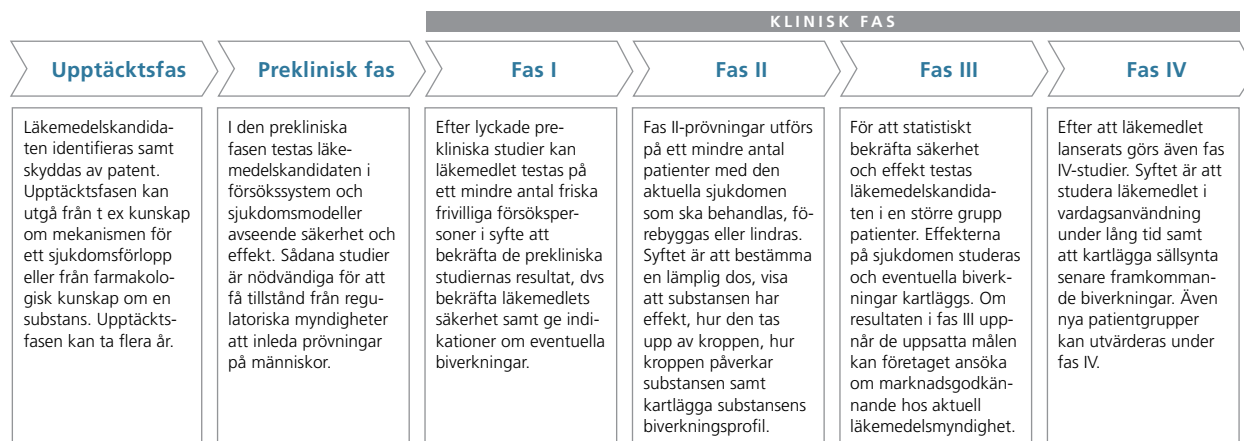 KLINISK FAS
Upptäcktsfas
Preklinisk fas
Fas I
Fas II
Fas III
Fas IV
Läkemedelskandida-
ten identifieras samt
skyddas av patent.
Upptäcktsfasen kan
utgå från t ex kunskap
om mekanismen för
ett sjukdomsförlopp
eller från farmakolo-
gisk kunskap om en
substans. Upptäckts-
fasen kan ta flera år.
I den prekliniska
fasen testas läke-
medelskandidaten i
försökssystem och
sjukdomsmodeller
avseende säkerhet och
effekt. Sådana studier
är nödvändiga för att
få tillstånd från regu-
latoriska myndigheter
att inleda prövningar
på människor.
Efter lyckade pre-
kliniska studier kan
läkemedlet testas på
ett mindre antal friska
frivilliga försöksper-
soner i syfte att
bekräfta de prekliniska
studiernas resultat, dvs
bekräfta läkemedlets
säkerhet samt ge indi-
kationer om eventuella
biverkningar.
Fas II-prövningar utförs
på ett mindre antal
patienter med den
aktuella sjukdomen
som ska behandlas, fö-
rebyggas eller lindras.
Syftet är att bestämma
en lämplig dos, visa
att substansen har
effekt, hur den tas
upp av kroppen, hur
kroppen påverkar
substansen samt
kartlägga substansens
biverkningsprofil.
För att statistiskt
bekräfta säkerhet
och effekt testas
läkemedelskandida-
ten i en större grupp
patienter. Effekterna
på sjukdomen studeras
och eventuella biverk-
ningar kartläggs. Om
resultaten i fas III upp-
når de uppsatta målen
kan företaget ansöka
om marknadsgodkän-
nande hos aktuell
läkemedelsmyndighet.
Efter att läkemedlet
lanserats görs även fas
IV-studier. Syftet är att
studera läkemedlet i
vardagsanvändning
under lång tid samt
att kartlägga sällsynta
senare framkomman-
de biverkningar. Även
nya patientgrupper
kan utvärderas under
fas IV.